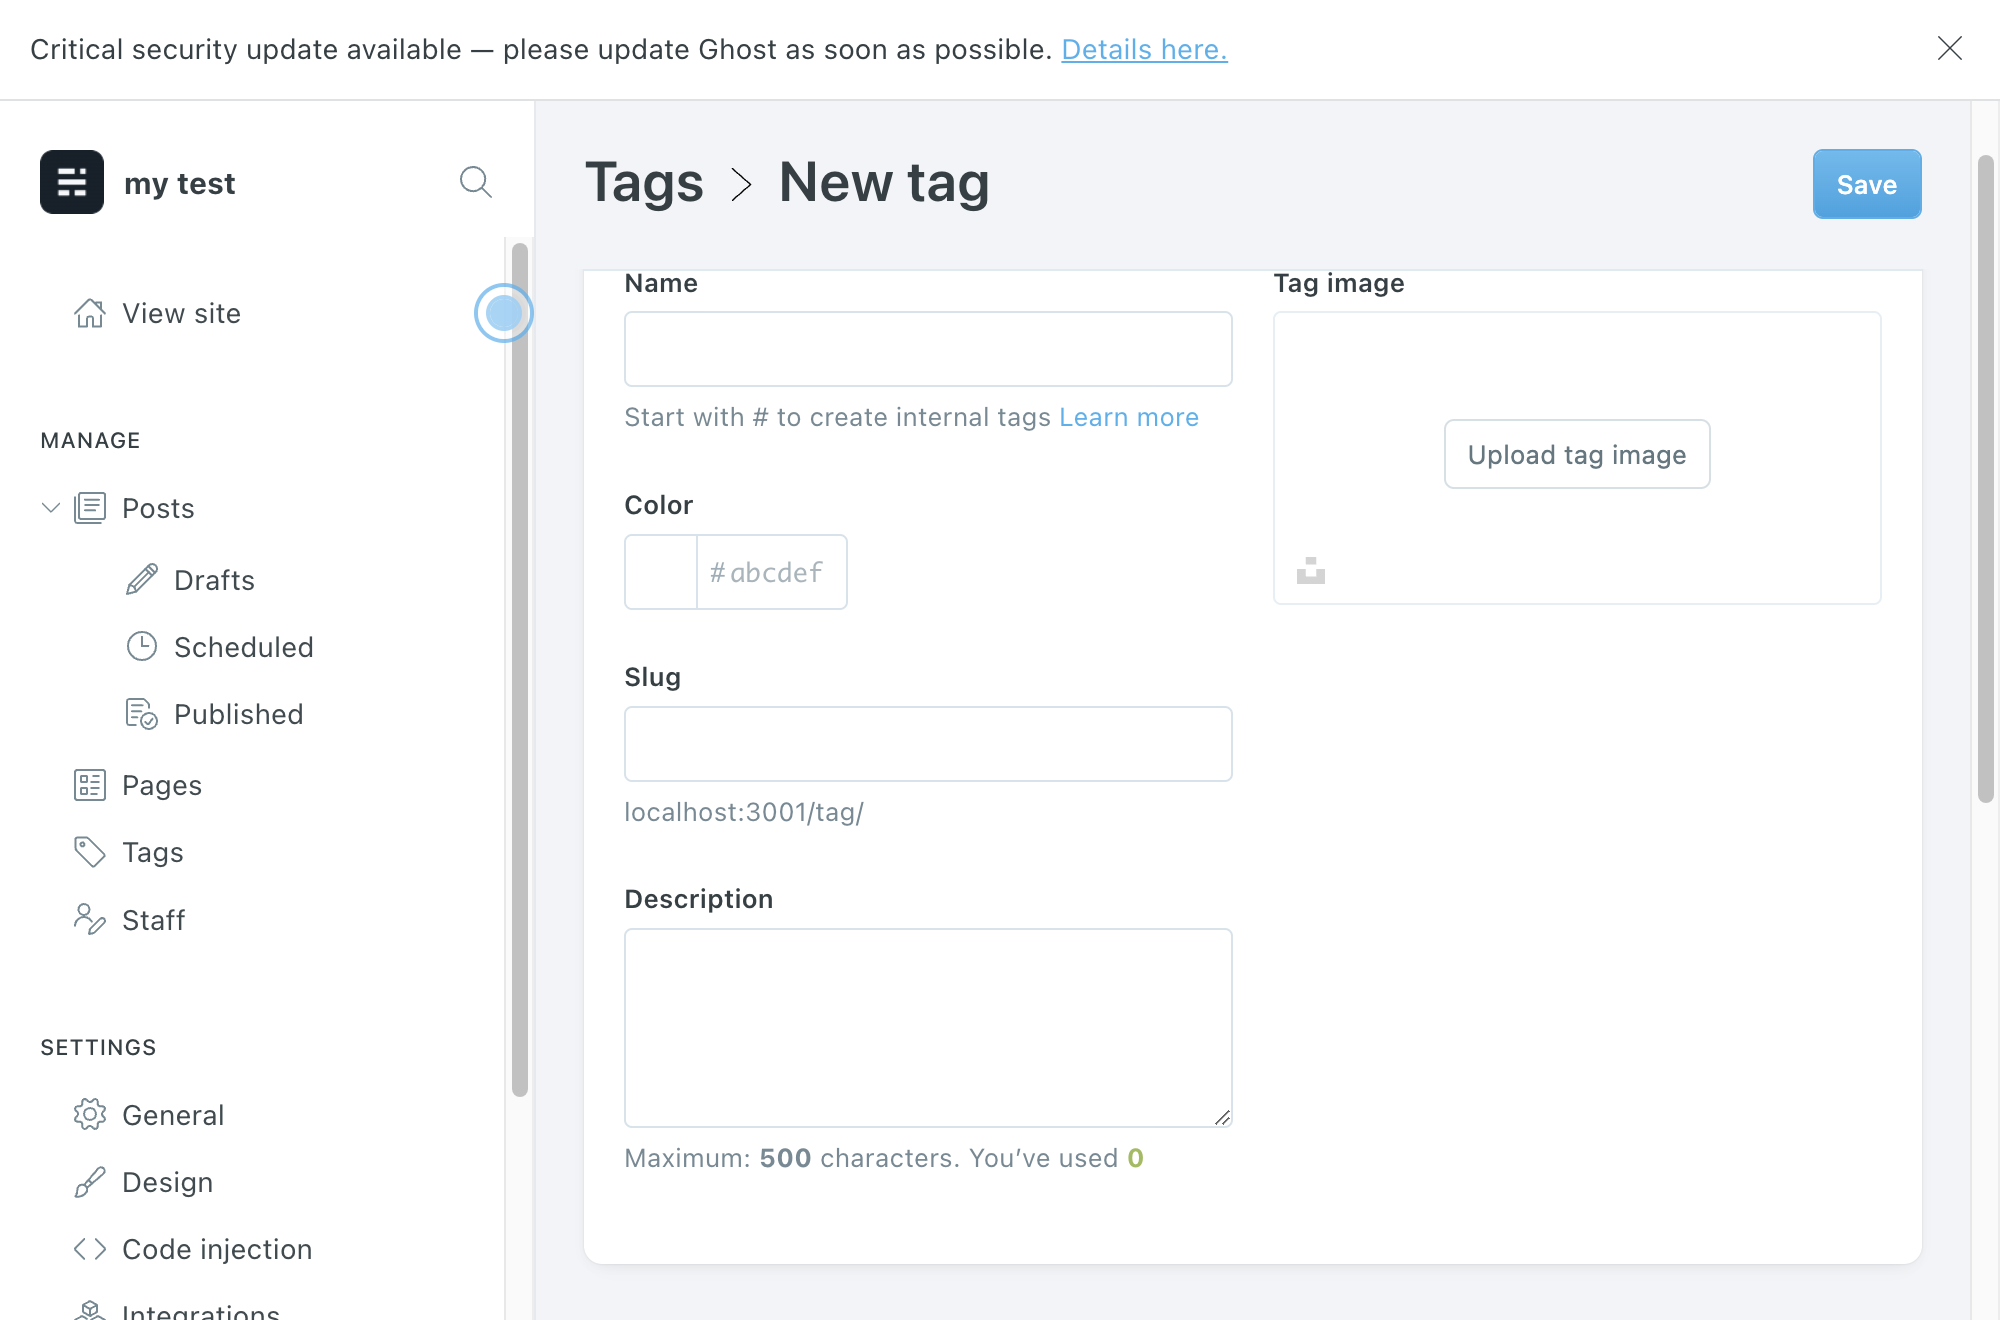 Critical security update available — please update Ghost as soon as possible. Details here.
my test
View site
MANAGE
Posts
Drafts
Scheduled
Published
Pages
Tags
Staff
SETTINGS
General
Design
Code injection
Integrations
Tags > New tag
Save
Name
Start with # to create internal tags Learn more
Color
#abcdef
Slug
localhost:3001/tag/
Description
Maximum: 500 characters. You’ve used 0
Tag image
Upload tag image